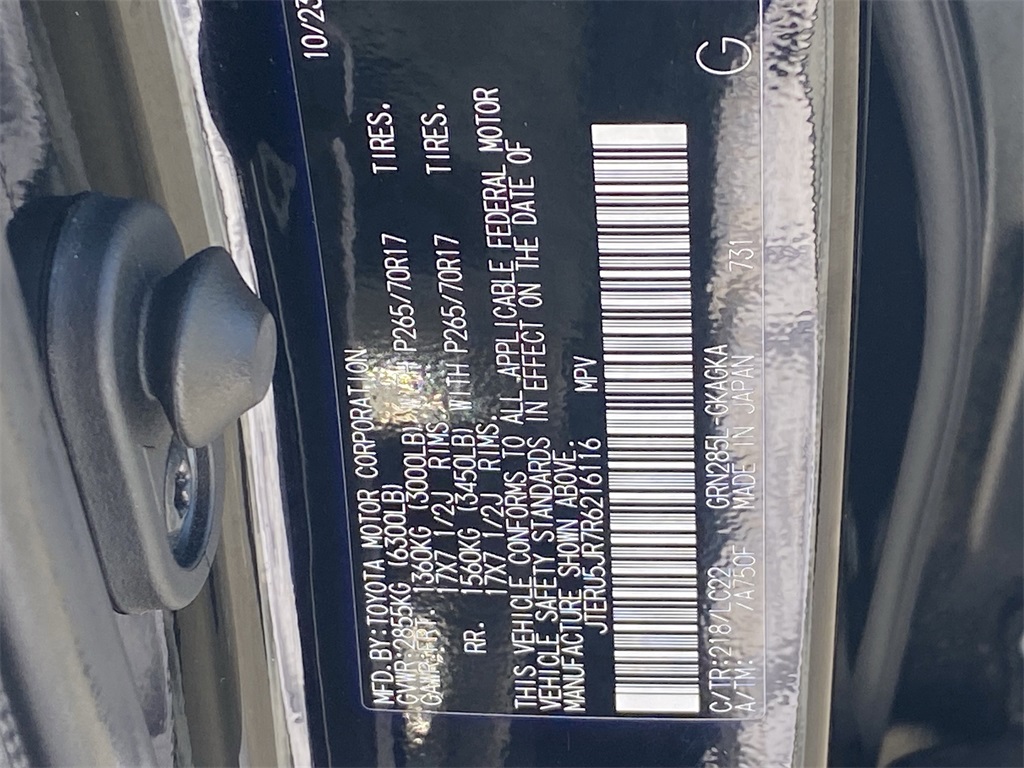 MFD.BY:TOYOTA MOTOR CORPORATION 10/23
GVWR:2855KG (6300LB)
GAWR:FRT. 1360KG (3000LB) WITH P265/70R17 TIRES.
17X7 1/2J RIMS.
RR. 1560KG (3450LB) WITH P265/70R17 TIRES.
17X7 1/2J RIMS.
THIS VEHICLE CONFORMS TO ALL APPLICABLE FEDERAL MOTOR
VEHICLE SAFETY STANDARDS IN EFFECT ON THE DATE OF
MANUFACTURE SHOWN ABOVE.
JTERU5JR7R6216116 MPV
C/TR:218/LC22 GRN285L-GKAGKA
A/TM: /A750F MADE IN JAPAN 731
G